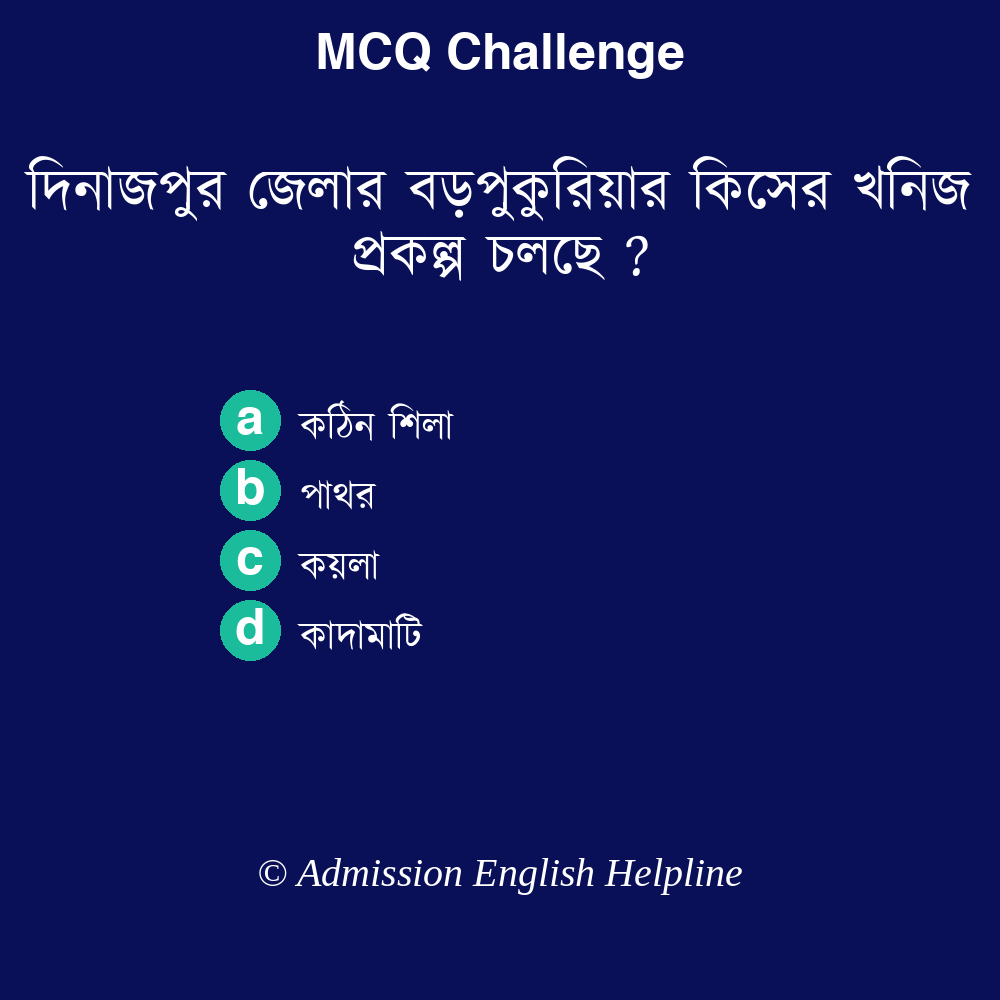 MCQ Challenge
দিনাজপুর জেলার বড়পুকুরিয়ার কিসের খনিজ
প্রকল্প চলছে ?
a কঠিন শিলা
b পাথর
c কয়লা
d কাদামাটি
© Admission English Helpline